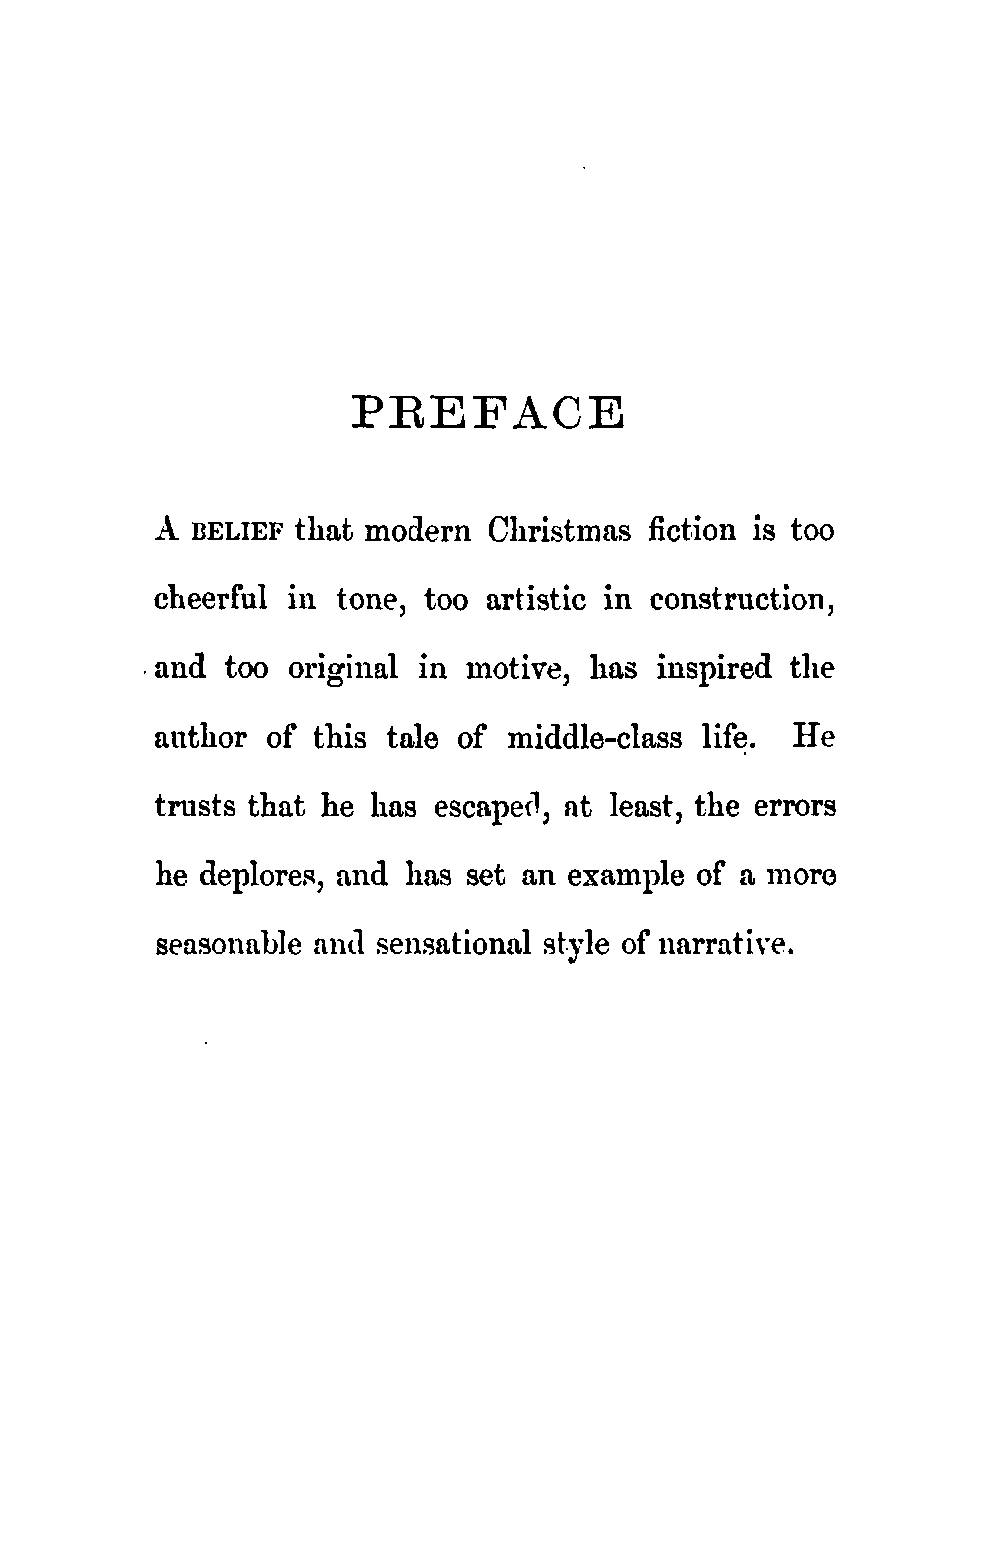 PREFACE
A BELIEF that modern Christmas fiction is too
cheerful in tone, too artistic in construction,
and too original in motive, has inspired the
author of this tale of middle-class life. He
trusts that he has escaped, at least, the errors
he deplores, and has set an example of a more
seasonable and sensational style of narrative.